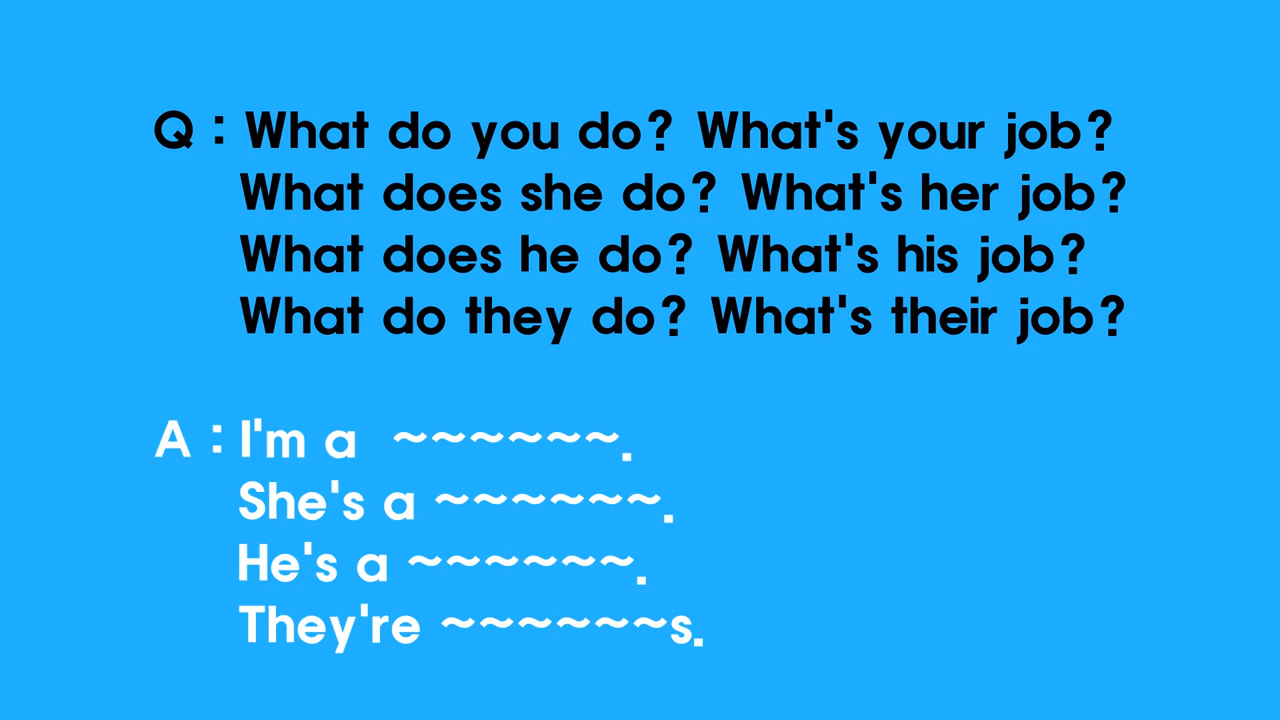 Q : What do you do? What's your job?
What does she do? What's her job?
What does he do? What's his job?
What do they do? What's their job?
A : I'm a ~~~~~~.
She's a ~~~~~~.
He's a ~~~~~~.
They're ~~~~~~s.